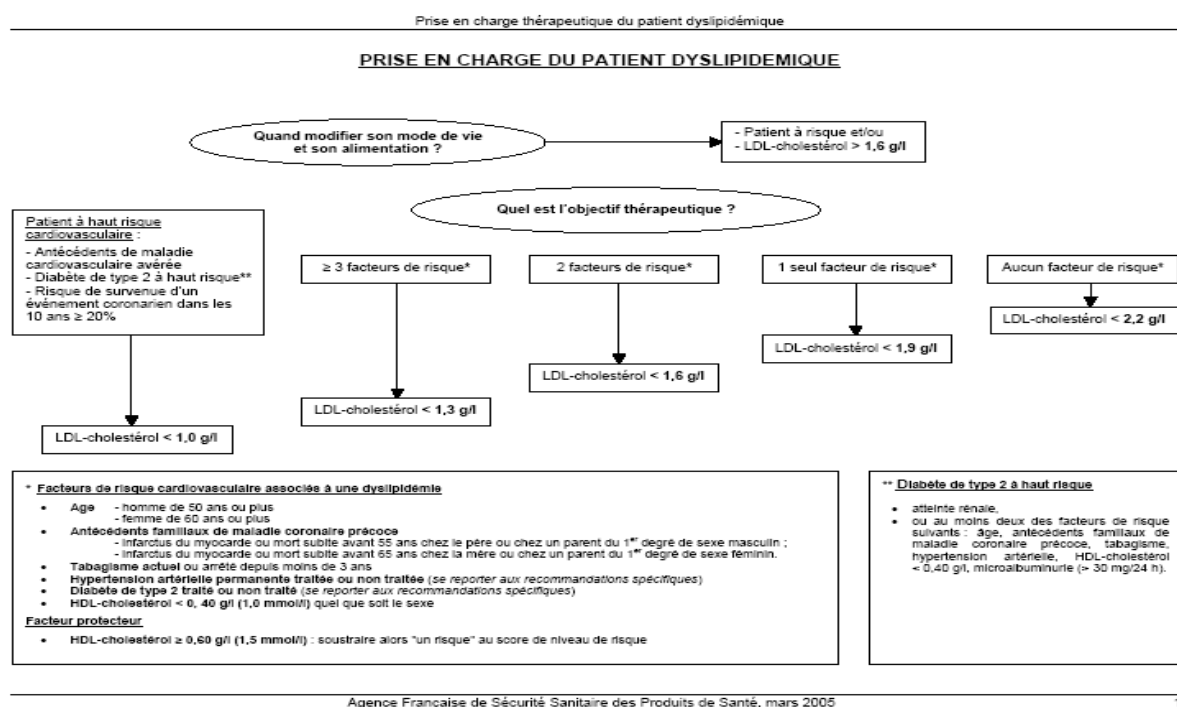 Prise en charge thérapeutique du patient dyslipidémique
PRISE EN CHARGE DU PATIENT DYSLIPIDEMIQUE
Quand modifier son mode de vie
et son alimentation ?
- Patient à risque et/ou
- LDL-cholestérol > 1,6 g/l
Quel est l'objectif thérapeutique ?
Patient à haut risque
cardiovasculaire :
- Antécédents de maladie
cardiovasculaire avérée
- Diabète de type 2 à haut risque**
- Risque de survenue d'un
événement coronarien dans les
10 ans ≥ 20%
≥ 3 facteurs de risque*
2 facteurs de risque*
1 seul facteur de risque*
Aucun facteur de risque*
LDL-cholestérol < 2,2 g/l
LDL-cholestérol < 1,9 g/l
LDL-cholestérol < 1,6 g/l
LDL-cholestérol < 1,3 g/l
LDL-cholestérol < 1,0 g/l
* Facteurs de risque cardiovasculaire associés à une dyslipidémie
• Age - homme de 50 ans ou plus
- femme de 60 ans ou plus
• Antécédents familiaux de maladie coronaire précoce
- Infarctus du myocarde ou mort subite avant 55 ans chez le père ou chez un parent du 1er degré de sexe masculin ;
- Infarctus du myocarde ou mort subite avant 65 ans chez la mère ou chez un parent du 1er degré de sexe féminin.
• Tabagisme actuel ou arrêté depuis moins de 3 ans
• Hypertension artérielle permanente traitée ou non traitée (se reporter aux recommandations spécifiques)
• Diabète de type 2 traité ou non traité (se reporter aux recommandations spécifiques)
• HDL-cholestérol < 0, 40 g/l (1,0 mmol/l) quel que soit le sexe
Facteur protecteur
• HDL-cholestérol ≥ 0,60 g/l (1,5 mmol/l) : soustraire alors "un risque" au score de niveau de risque
** Diabète de type 2 à haut risque
• atteinte rénale,
• ou au moins deux des facteurs de risque
suivants : âge, antécédents familiaux de
maladie coronaire précoce, tabagisme,
hypertension artérielle, HDL-cholestérol
< 0,40 g/l, microalbuminurie (> 30 mg/24 h).
Agence Française de Sécurité Sanitaire des Produits de Santé, mars 2005